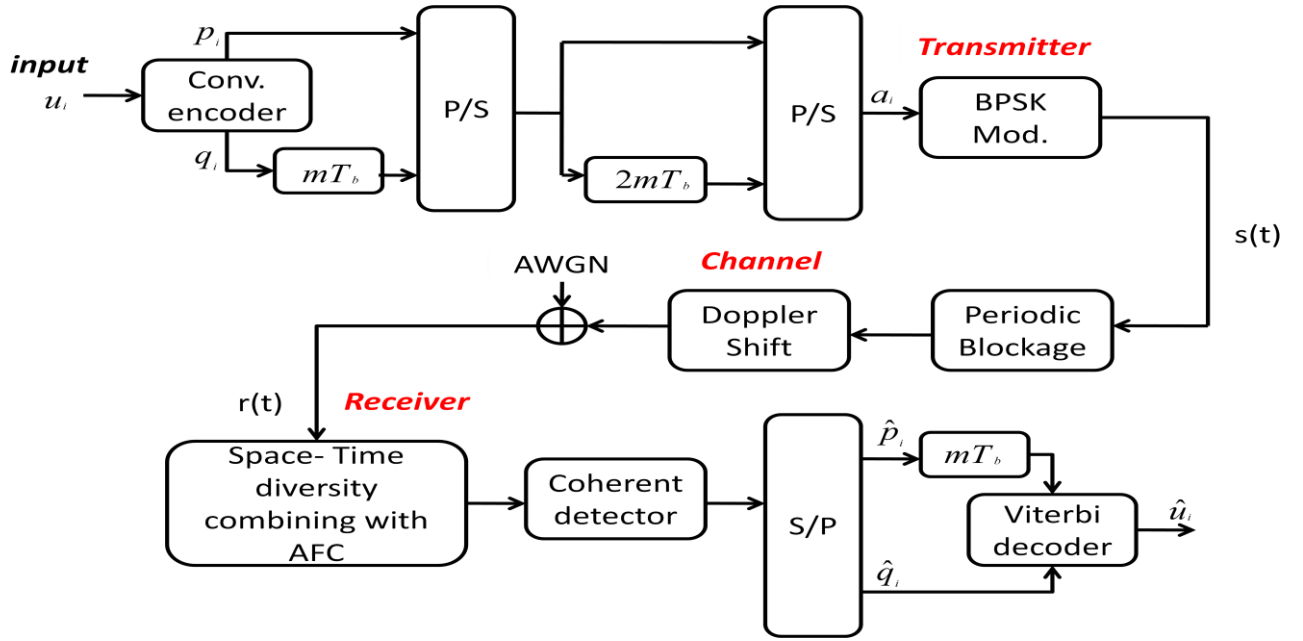 input
u_i
Conv.
encoder
p_i
q_i
mT_b
P/S
2mT_b
P/S
a_i
Transmitter
BPSK
Mod.
s(t)
Periodic
Blockage
Channel
Doppler
Shift
AWGN
r(t)
Receiver
Space- Time
diversity
combining with
AFC
Coherent
detector
S/P
p̂_i
mT_b
q̂_i
Viterbi
decoder
û_i